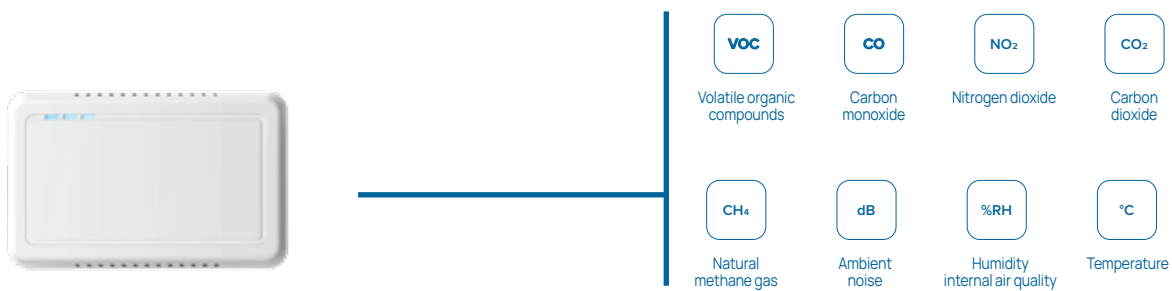 VOC
CO
NO₂
CO₂
Volatile organic
compounds
Carbon
monoxide
Nitrogen dioxide
Carbon
dioxide
CH₄
dB
%RH
°C
Natural
methane gas
Ambient
noise
Humidity
internal air quality
Temperature